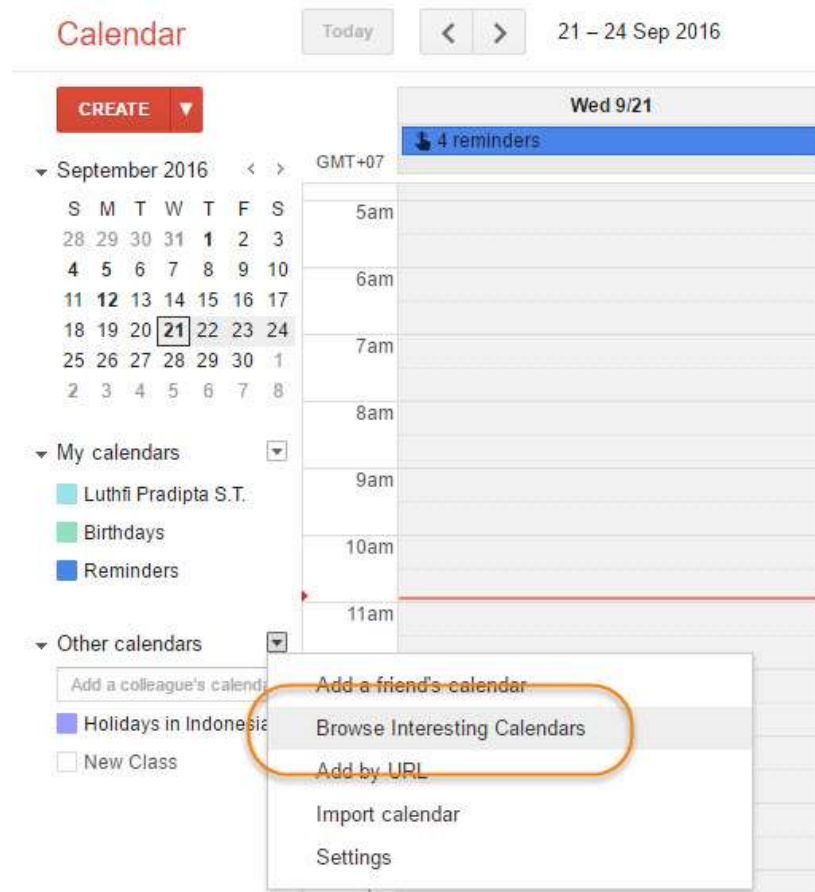 Calendar
Today
21 – 24 Sep 2016
CREATE
Wed 9/21
4 reminders
GMT+07
September 2016
S M T W T F S
28 29 30 31 1 2 3
4 5 6 7 8 9 10
11 12 13 14 15 16 17
18 19 20 21 22 23 24
25 26 27 28 29 30 1
2 3 4 5 6 7 8
5am
6am
7am
8am
9am
10am
11am
My calendars
Luthfi Pradipta S.T.
Birthdays
Reminders
Other calendars
Add a colleague's calend
Holidays in Indonesia
New Class
Add a friend's calendar
Browse Interesting Calendars
Add by URL
Import calendar
Settings